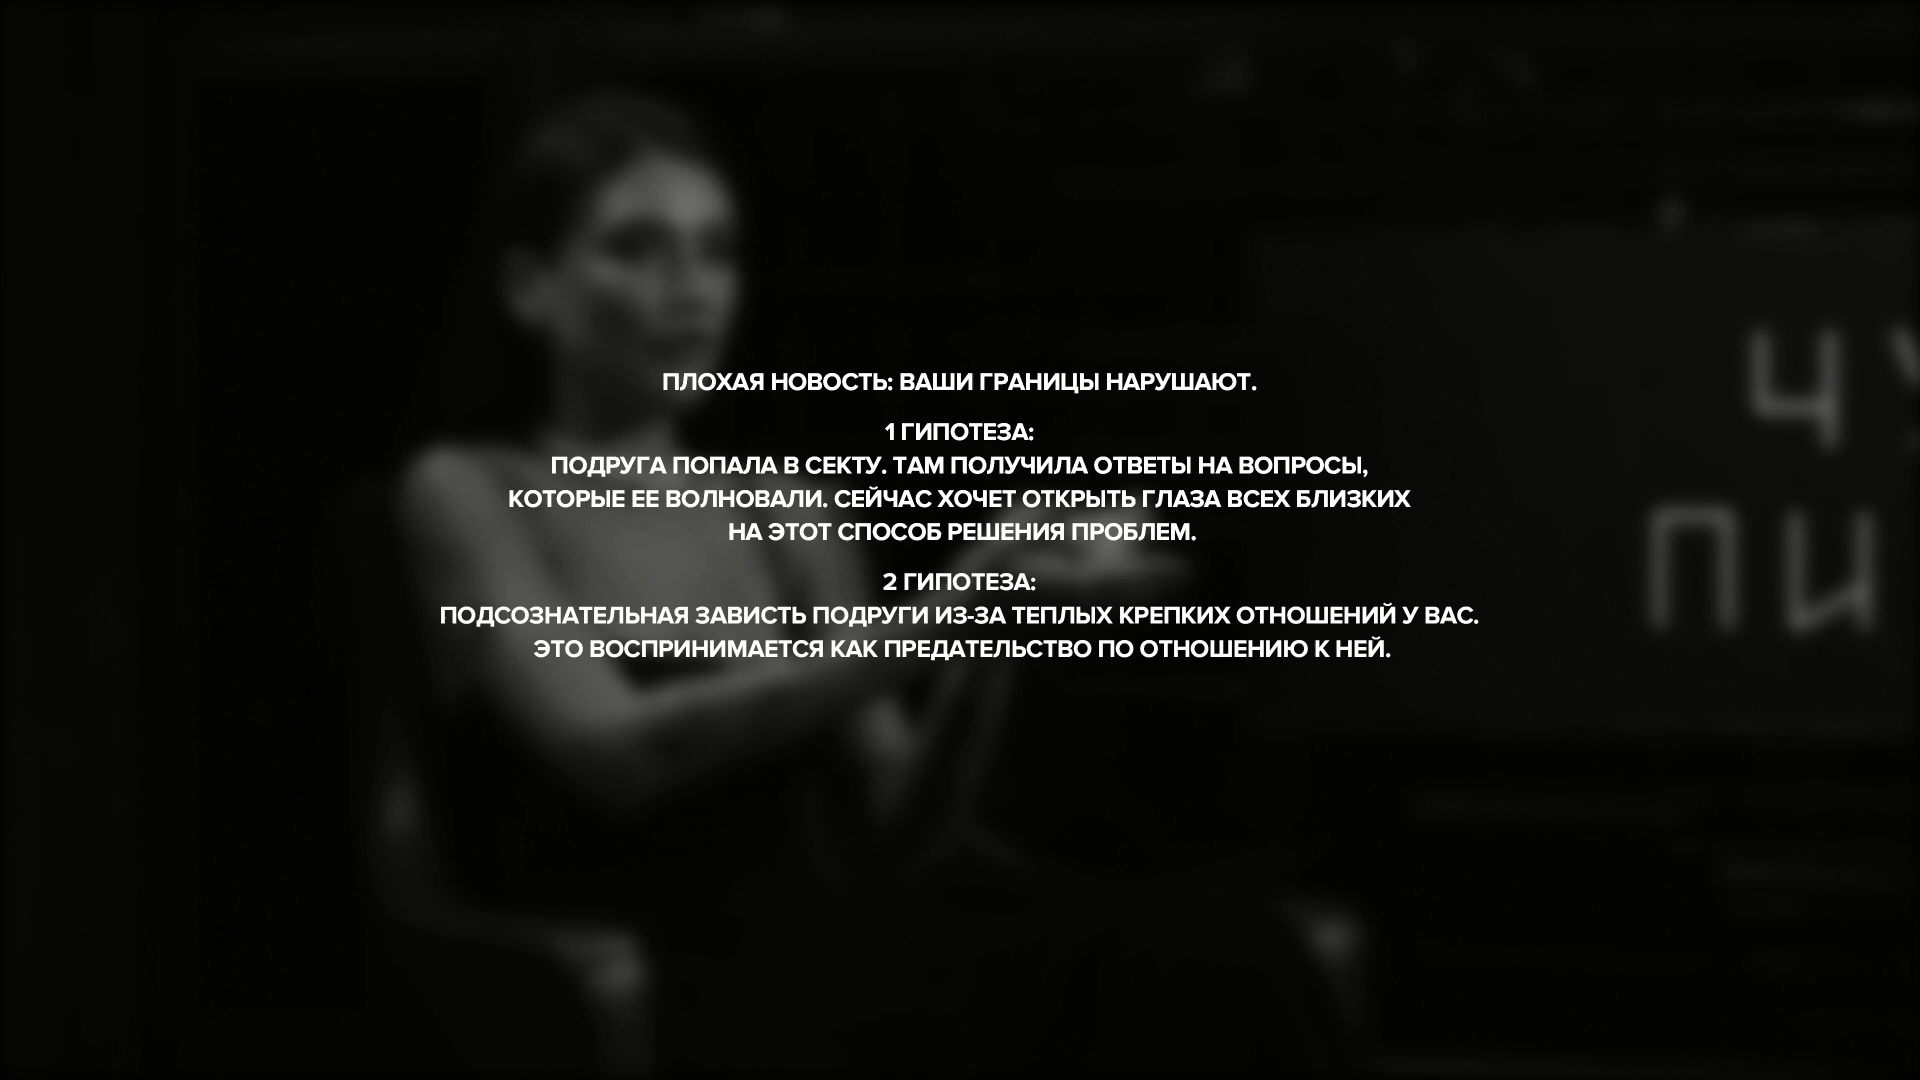 ПЛОХАЯ НОВОСТЬ: ВАШИ ГРАНИЦЫ НАРУШАЮТ.
1 ГИПОТЕЗА:
ПОДРУГА ПОПАЛА В СЕКТУ. ТАМ ПОЛУЧИЛА ОТВЕТЫ НА ВОПРОСЫ,
КОТОРЫЕ ЕЕ ВОЛНОВАЛИ. СЕЙЧАС ХОЧЕТ ОТКРЫТЬ ГЛАЗА ВСЕХ БЛИЗКИХ
НА ЭТОТ СПОСОБ РЕШЕНИЯ ПРОБЛЕМ.
2 ГИПОТЕЗА:
ПОДСОЗНАТЕЛЬНАЯ ЗАВИСТЬ ПОДРУГИ ИЗ-ЗА ТЕПЛЫХ КРЕПКИХ ОТНОШЕНИЙ У ВАС.
ЭТО ВОСПРИНИМАЕТСЯ КАК ПРЕДАТЕЛЬСТВО ПО ОТНОШЕНИЮ К НЕЙ.